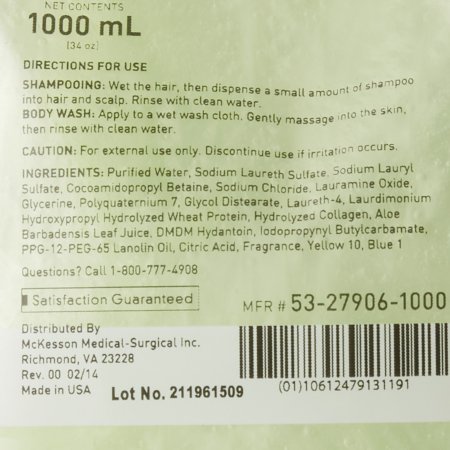 NET CONTENTS
1000 mL
(34 oz)
DIRECTIONS FOR USE
SHAMPOOING: Wet the hair, then dispense a small amount of shampoo
into hair and scalp. Rinse with clean water.
BODY WASH: Apply to a wet wash cloth. Gently massage into the skin,
then rinse with clean water.
CAUTION: For external use only. Discontinue use if irritation occurs.
INGREDIENTS: Purified Water, Sodium Laureth Sulfate, Sodium Lauryl
Sulfate, Cocoamidopropyl Betaine, Sodium Chloride, Lauramine Oxide,
Glycerine, Polyquaternium 7, Glycol Distearate, Laureth-4, Laurdimonium
Hydroxypropyl Hydrolyzed Wheat Protein, Hydrolyzed Collagen, Aloe
Barbadensis Leaf Juice, DMDM Hydantoin, Iodopropynyl Butylcarbamate,
PPG-12-PEG-65 Lanolin Oil, Citric Acid, Fragrance, Yellow 10, Blue 1
Questions? Call 1-800-777-4908
Satisfaction Guaranteed
MFR # 53-27906-1000
Distributed By
McKesson Medical-Surgical Inc.
Richmond, VA 23228
Rev. 00 02/14
Made in USA
Lot No. 211961509
(01)10612479131191